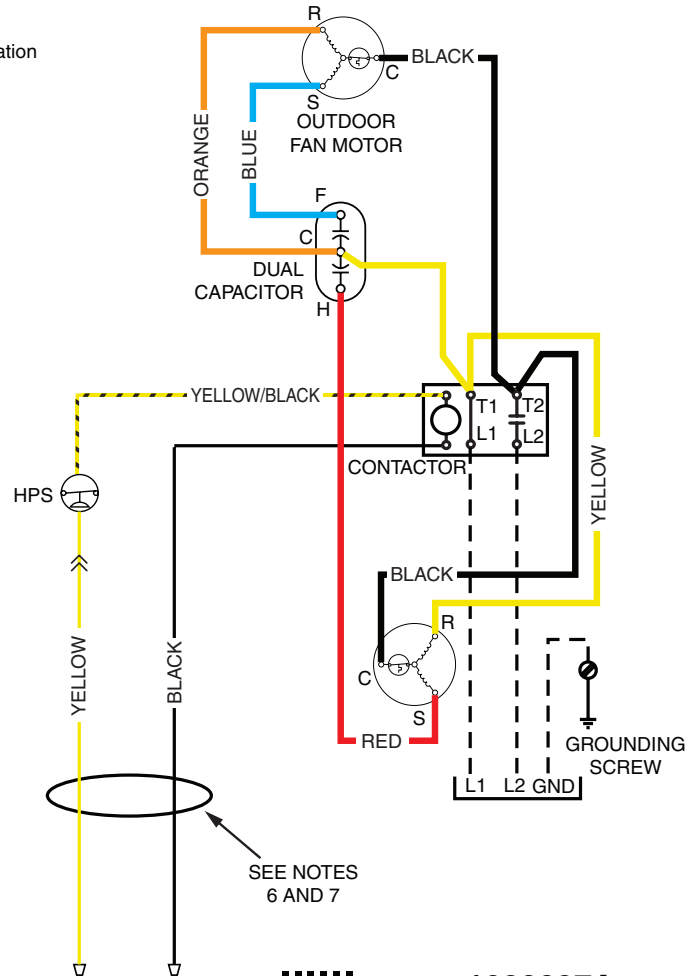 ation
R
C
BLACK
S
OUTDOOR
FAN MOTOR
ORANGE
BLUE
F
C
DUAL
CAPACITOR
H
YELLOW/BLACK
T1
T2
L1
L2
CONTACTOR
HPS
YELLOW
BLACK
R
C
S
RED
YELLOW
BLACK
GROUNDING
SCREW
L1 L2 GND
SEE NOTES
6 AND 7